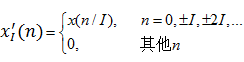 x'_I(n) = { x(n/I), n = 0,±I,±2I,...
0, 其他n